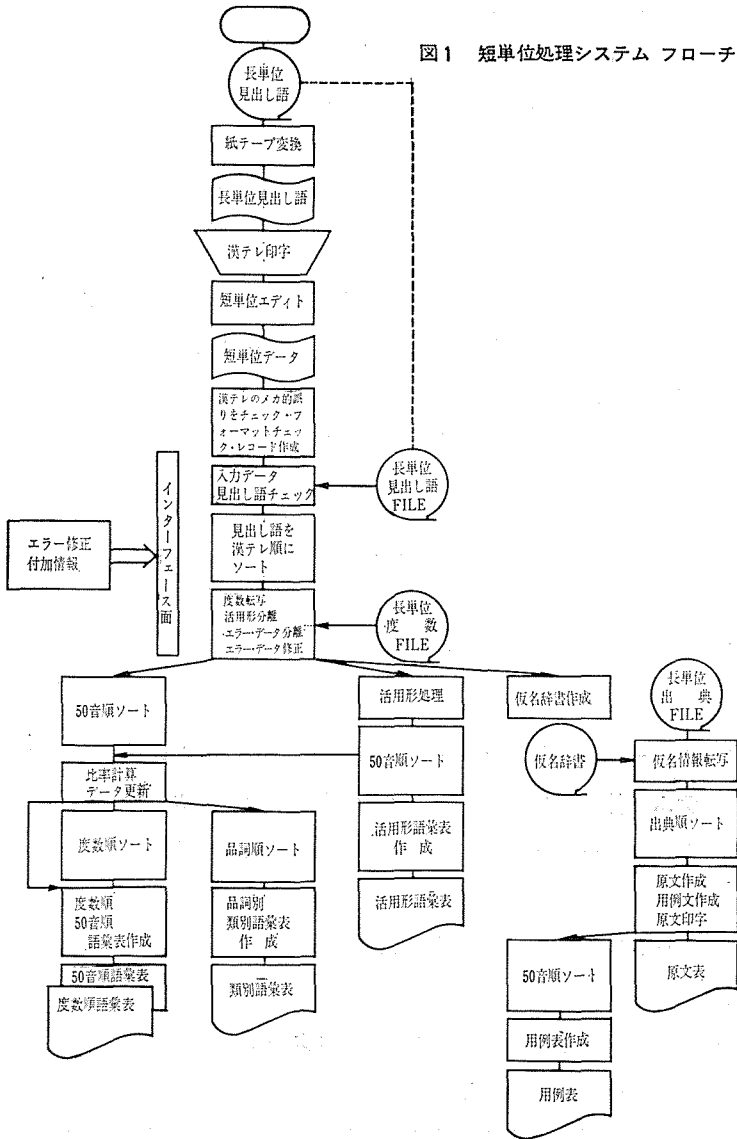 図1 短単位処理システム フローチ
長単位
見出し語
紙テープ変換
長単位見出し語
漢テレ印字
短単位エディト
短単位データ
漢テレのメカ的誤
りをチェック・フ
ォーマットチェッ
ク・レコード作成
入力データ
見出し語チェック
長単位
見出し語
FILE
見出し語を
漢テレ順に
ソート
インターフェース面
エラー修正
付加情報
度数転写
活用形分離
エラー・データ分離
エラー・データ修正
長単位
度数
FILE
50音順ソート
活用形処理
仮名辞書作成
長単位
出典
FILE
50音順ソート
仮名辞書
仮名情報転写
比率計算
データ更新
度数順ソート
品詞順ソート
活用形語彙表
作成
出典順ソート
度数順
50音順
語彙表作成
品詞別
類別語彙表
作成
活用形語彙表
原文作成
用例文作成
原文印字
50音順語彙表
度数順語彙表
類別語彙表
50音順ソート
原文表
用例表作成
用例表